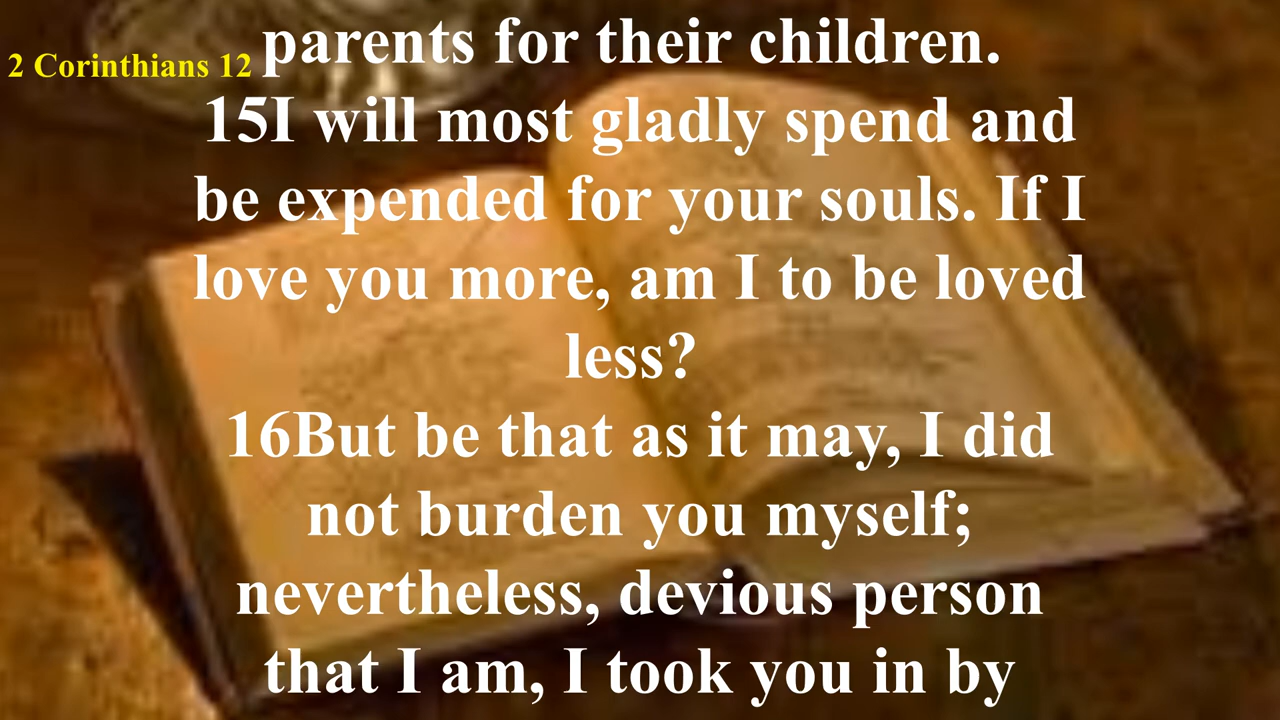 2 Corinthians 12
parents for their children.
15I will most gladly spend and
be expended for your souls. If I
love you more, am I to be loved
less?
16But be that as it may, I did
not burden you myself;
nevertheless, devious person
that I am, I took you in by